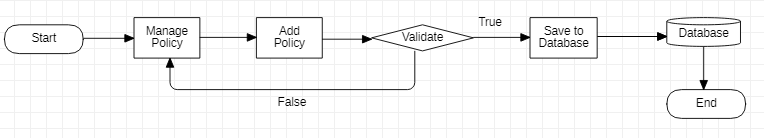 Start
Manage
Policy
Add
Policy
Validate
True
Save to
Database
Database
False
End